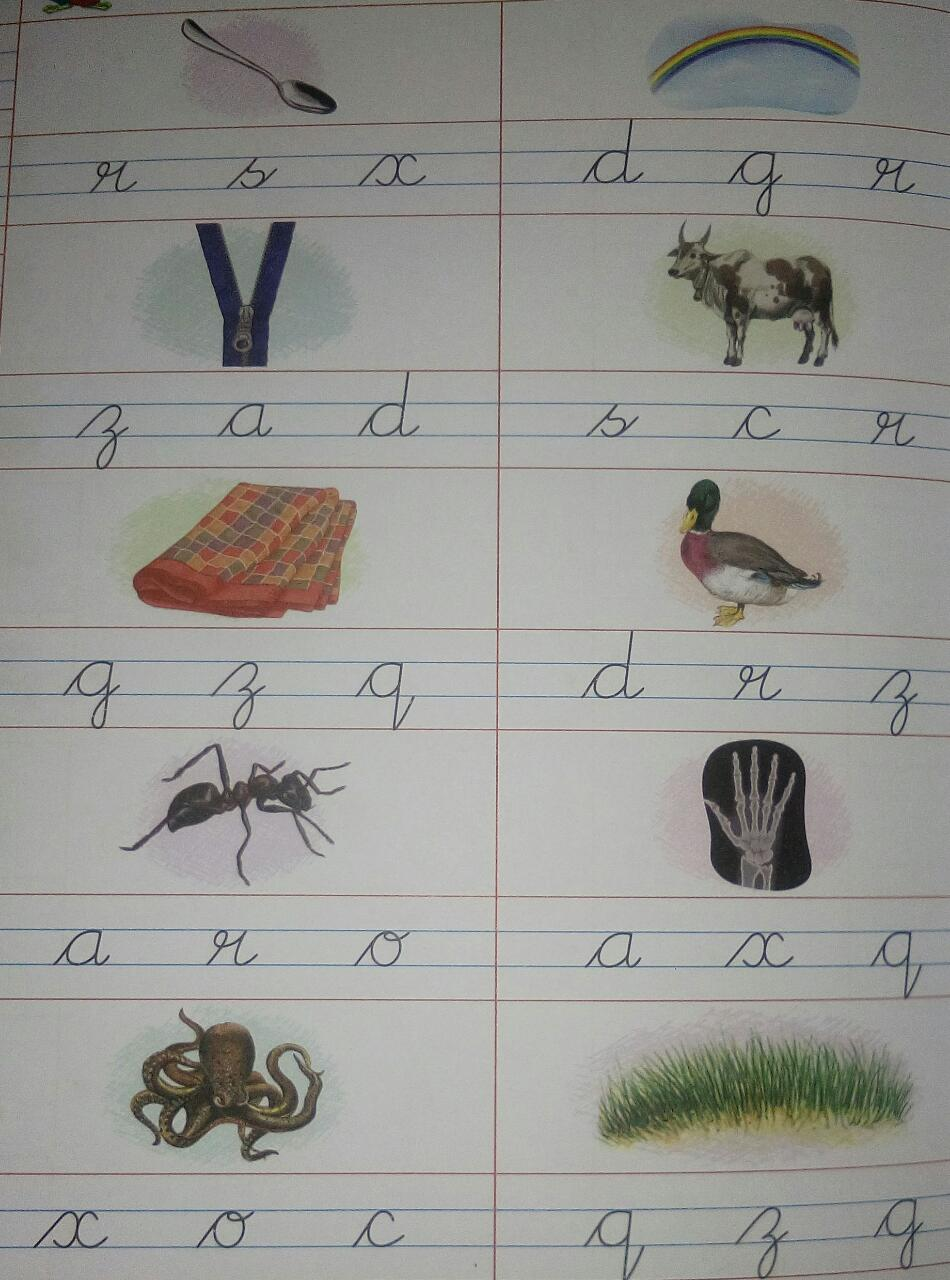 r s x
d g r
z a d
s c r
g z q
d r z
a r o
a x q
x o c
q z g